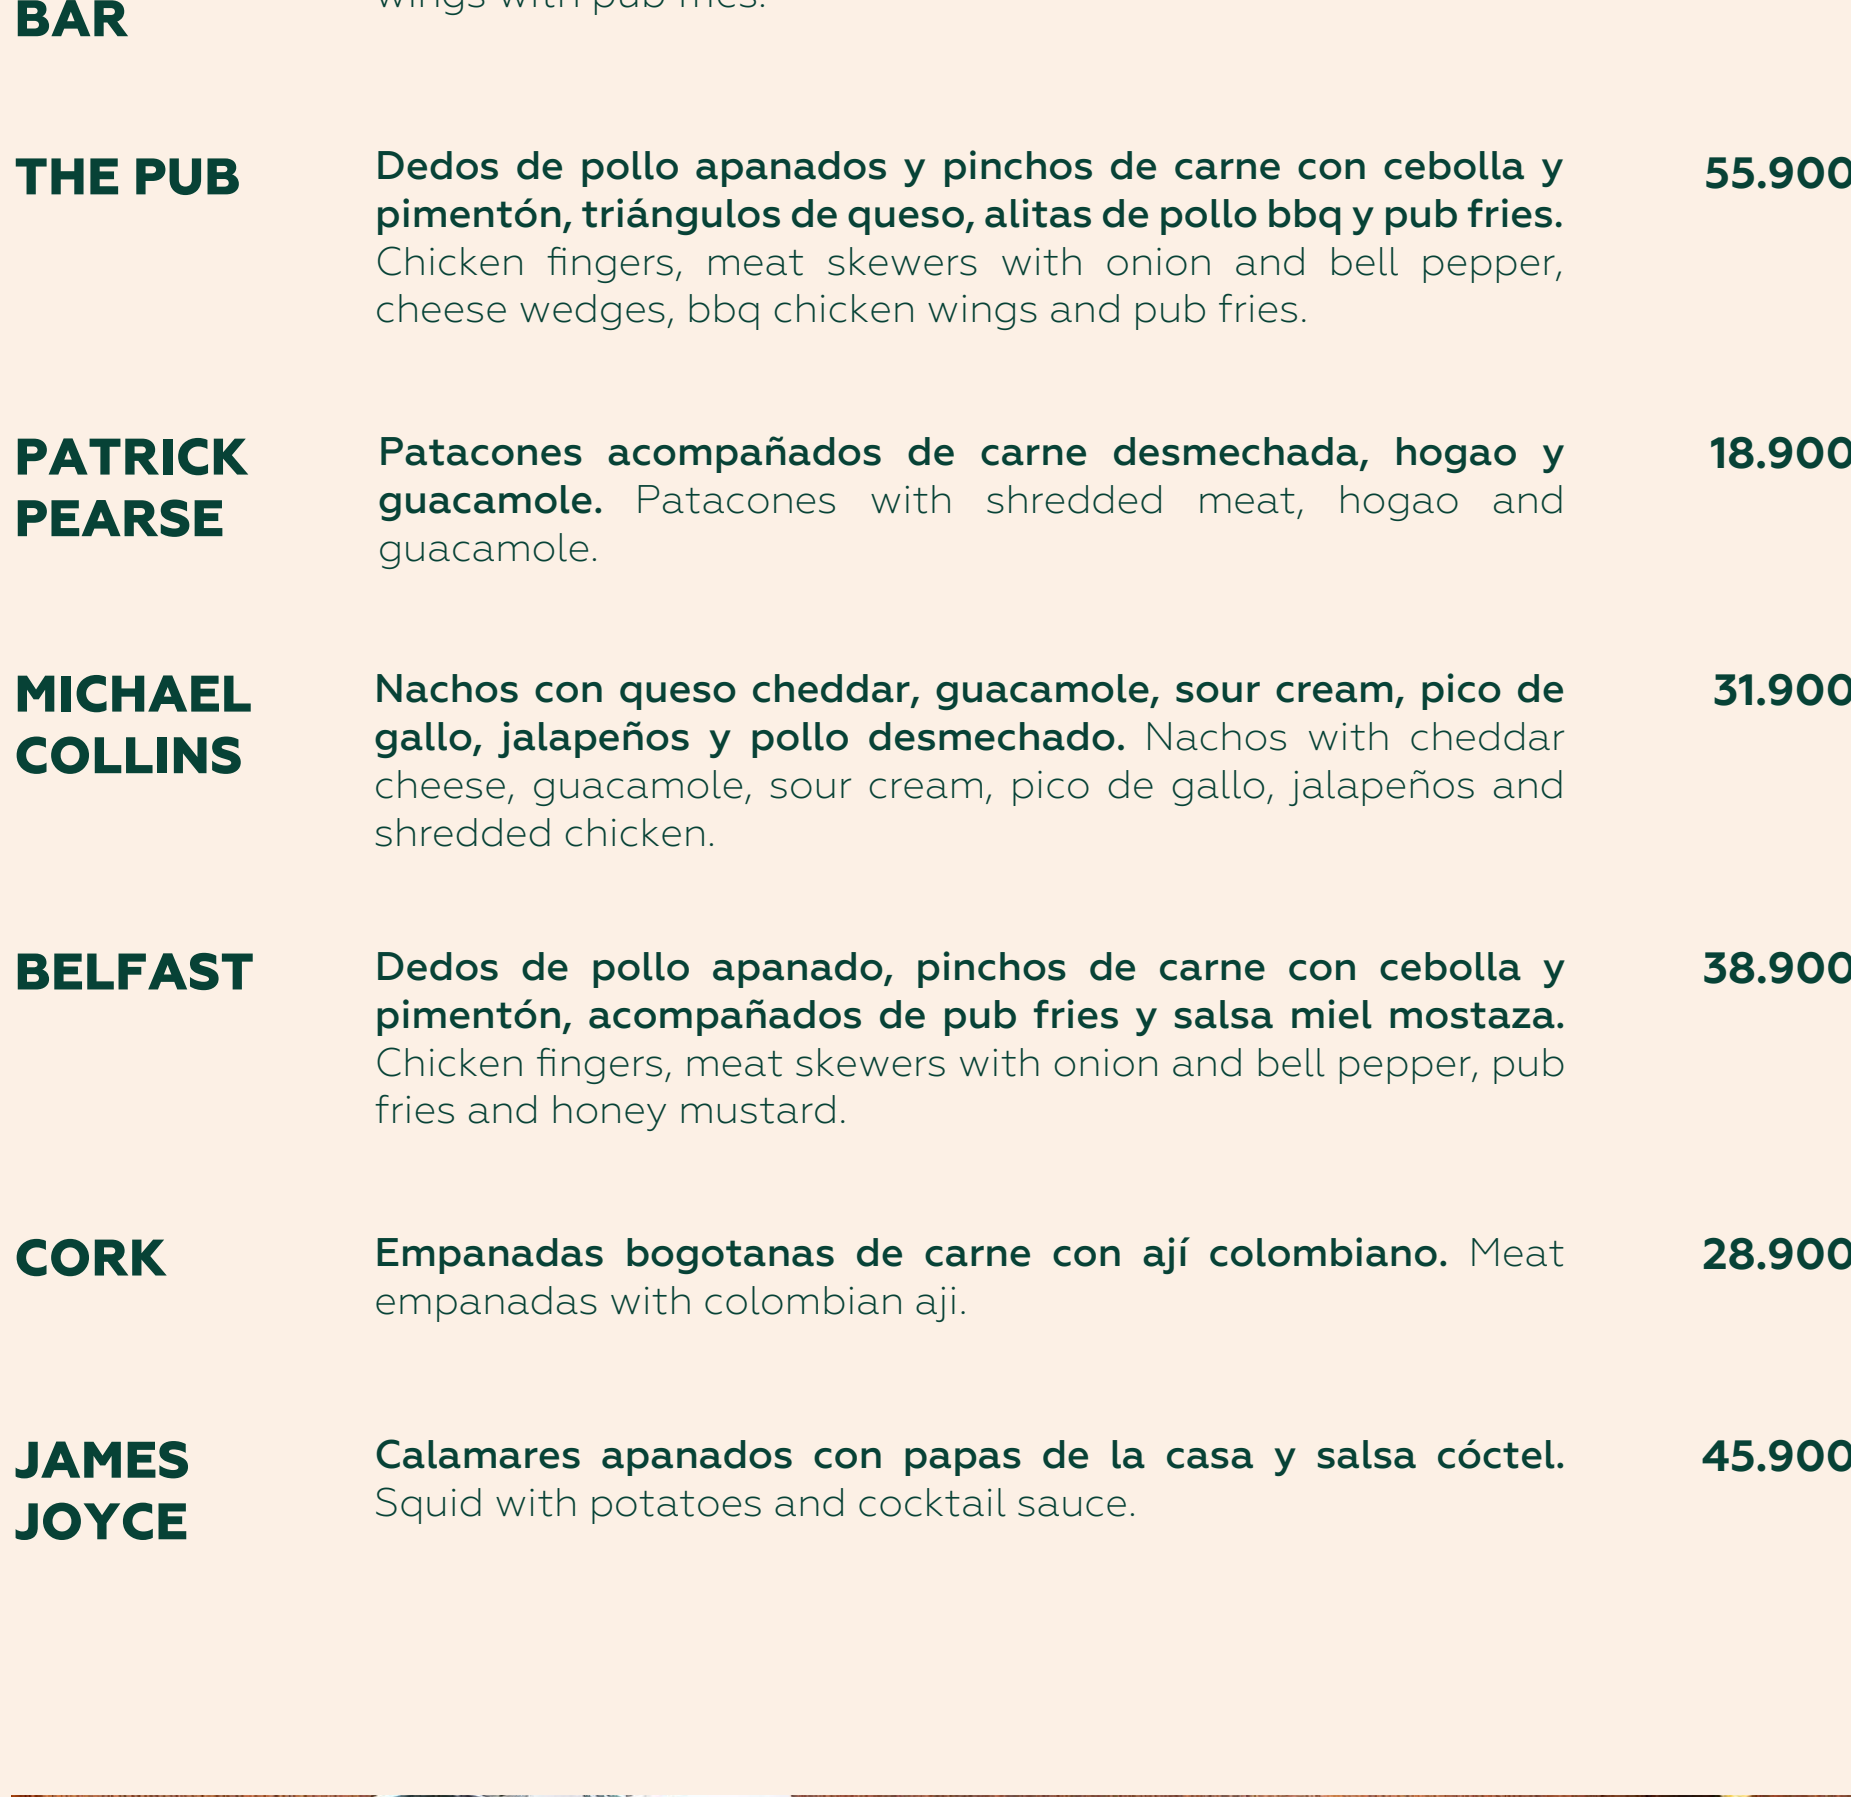 BAR
wings with pub fries.
THE PUB
Dedos de pollo apanados y pinchos de carne con cebolla y
pimentón, triángulos de queso, alitas de pollo bbq y pub fries.
Chicken fingers, meat skewers with onion and bell pepper,
cheese wedges, bbq chicken wings and pub fries.
55.900
PATRICK
PEARSE
Patacones acompañados de carne desmechada, hogao y
guacamole. Patacones with shredded meat, hogao and
guacamole.
18.900
MICHAEL
COLLINS
Nachos con queso cheddar, guacamole, sour cream, pico de
gallo, jalapeños y pollo desmechado. Nachos with cheddar
cheese, guacamole, sour cream, pico de gallo, jalapeños and
shredded chicken.
31.900
BELFAST
Dedos de pollo apanado, pinchos de carne con cebolla y
pimentón, acompañados de pub fries y salsa miel mostaza.
Chicken fingers, meat skewers with onion and bell pepper, pub
fries and honey mustard.
38.900
CORK
Empanadas bogotanas de carne con ají colombiano. Meat
empanadas with colombian aji.
28.900
JAMES
JOYCE
Calamares apanados con papas de la casa y salsa cóctel.
Squid with potatoes and cocktail sauce.
45.900